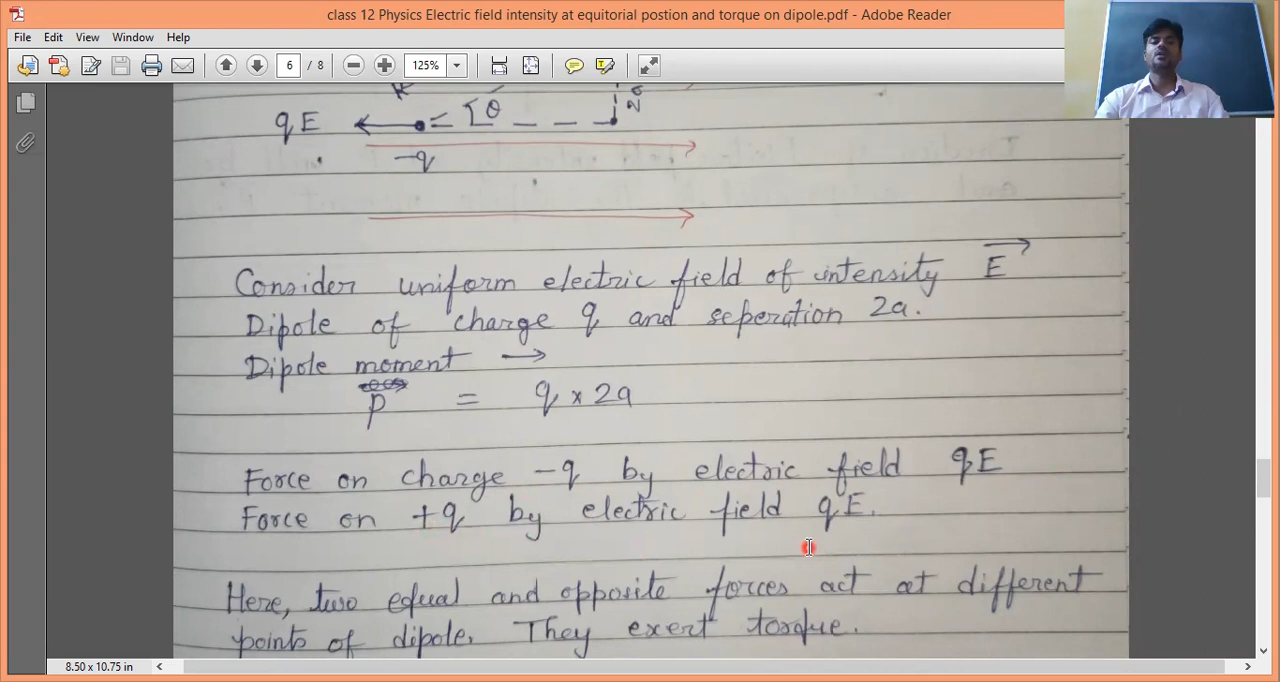 class 12 Physics Electric field intensity at equitorial postion and torque on dipole.pdf - Adobe Reader
File Edit View Window Help
6 / 8 125%
θ
2a
qE
-q
Consider uniform electric field of intensity E
Dipole of charge q and seperation 2a.
Dipole moment
p = q × 2a
Force on charge -q by electric field qE
Force on +q by electric field qE.
Here, two equal and opposite forces act at different
points of dipole. They exert torque.
8.50 x 10.75 in